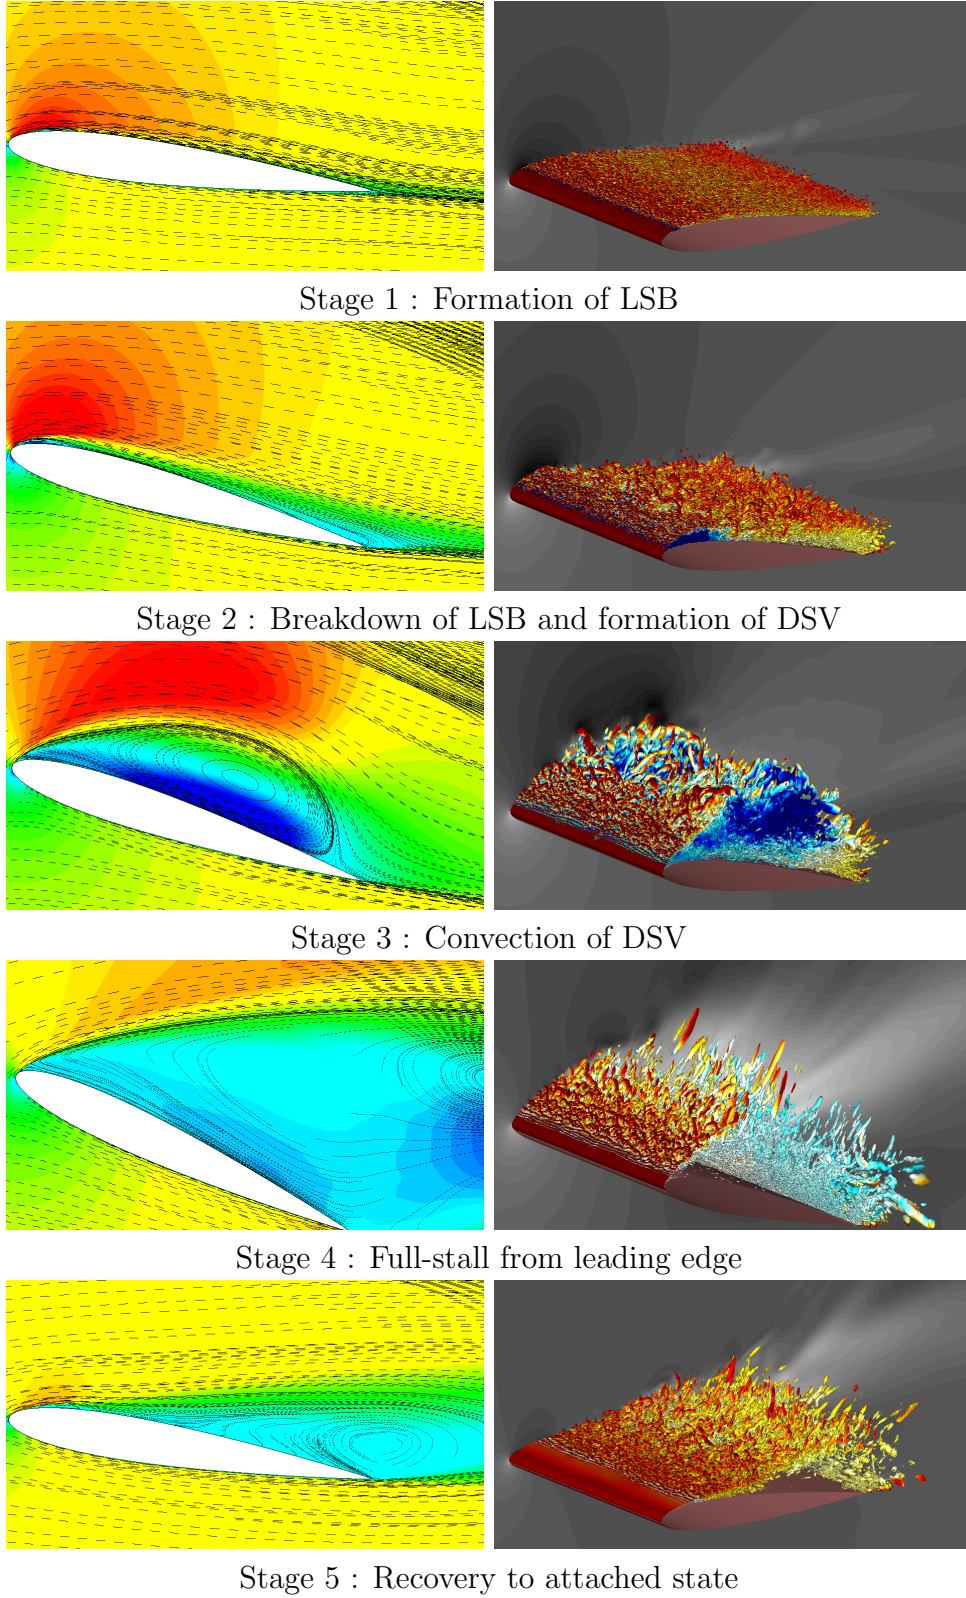 Stage 1 : Formation of LSB
Stage 2 : Breakdown of LSB and formation of DSV
Stage 3 : Convection of DSV
Stage 4 : Full-stall from leading edge
Stage 5 : Recovery to attached state